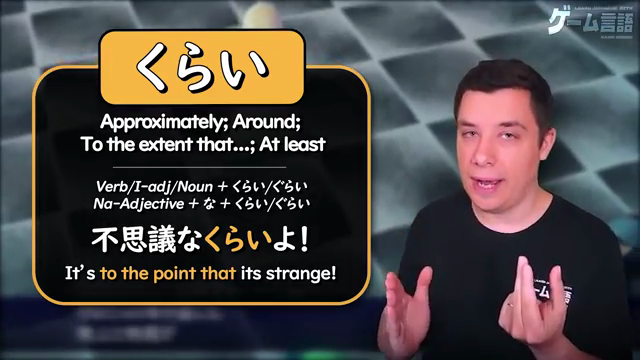 ゲーム言語
くらい
Approximately; Around;
To the extent that...; At least
Verb/I-adj/Noun + くらい/ぐらい
Na-Adjective + な + くらい/ぐらい
不思議なくらいよ!
It's to the point that its strange!